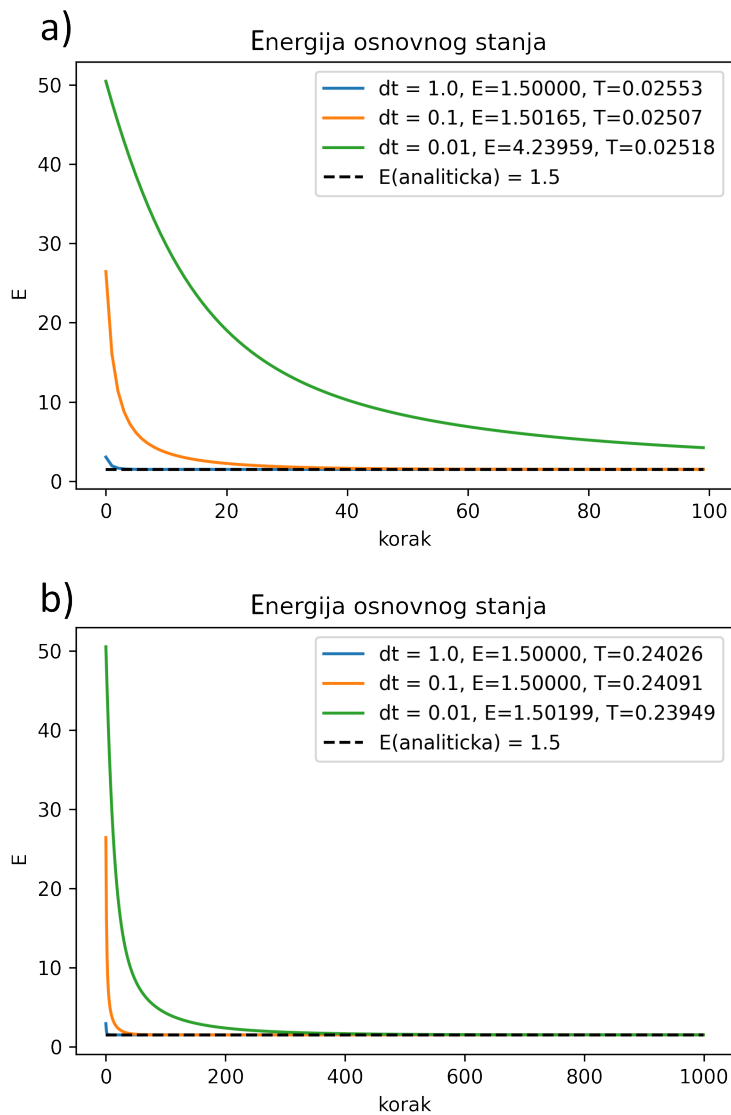 a)
Energija osnovnog stanja
dt = 1.0, E=1.50000, T=0.02553
dt = 0.1, E=1.50165, T=0.02507
dt = 0.01, E=4.23959, T=0.02518
E(analiticka) = 1.5
50
40
30
20
10
0
E
0 20 40 60 80 100
korak
b)
Energija osnovnog stanja
dt = 1.0, E=1.50000, T=0.24026
dt = 0.1, E=1.50000, T=0.24091
dt = 0.01, E=1.50199, T=0.23949
E(analiticka) = 1.5
50
40
30
20
10
0
E
0 200 400 600 800 1000
korak